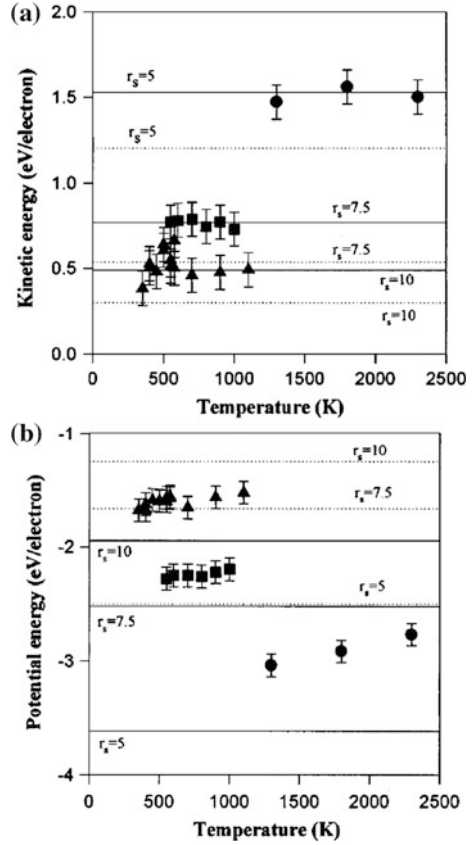 (a)
2.0
r_S=5
1.5
r_S=5
1.0
r_s=7.5
r_s=7.5
0.5
r_s=10
r_s=10
0.0
0 500 1000 1500 2000 2500
Kinetic energy (eV/electron)
Temperature (K)
(b)
-1
r_s=10
r_s=7.5
-2
r_s=10
r_s=5
r_s=7.5
-3
r_s=5
-4
0 500 1000 1500 2000 2500
Potential energy (eV/electron)
Temperature (K)